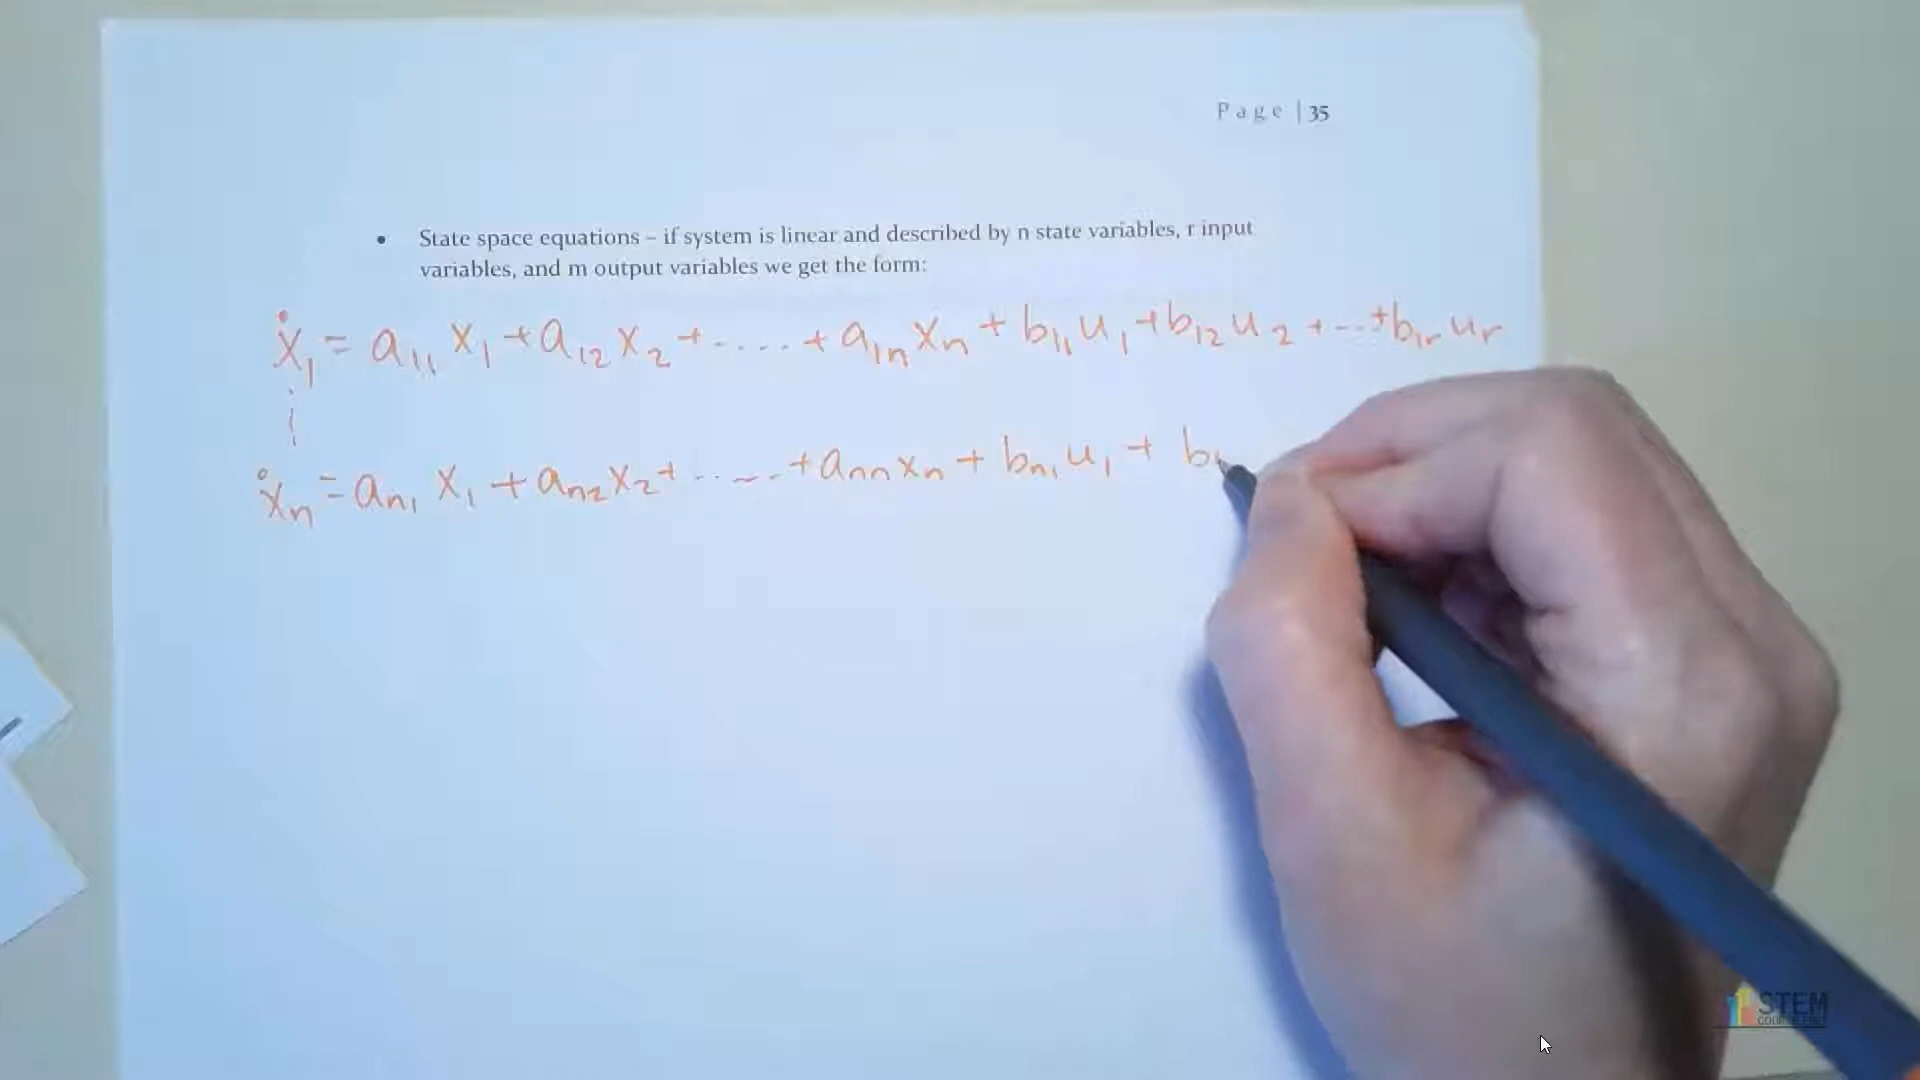 Page | 35
• State space equations – if system is linear and described by n state variables, r input
variables, and m output variables we get the form:
ẋ₁ = a₁₁ x₁ + a₁₂ x₂ + ..... + a₁ₙ xₙ + b₁₁ u₁ + b₁₂ u₂ + ... + b₁ᵣ uᵣ
ẋₙ = aₙ₁ x₁ + aₙ₂ x₂ + ..... + aₙₙ xₙ + bₙ₁ u₁ + b
STEM